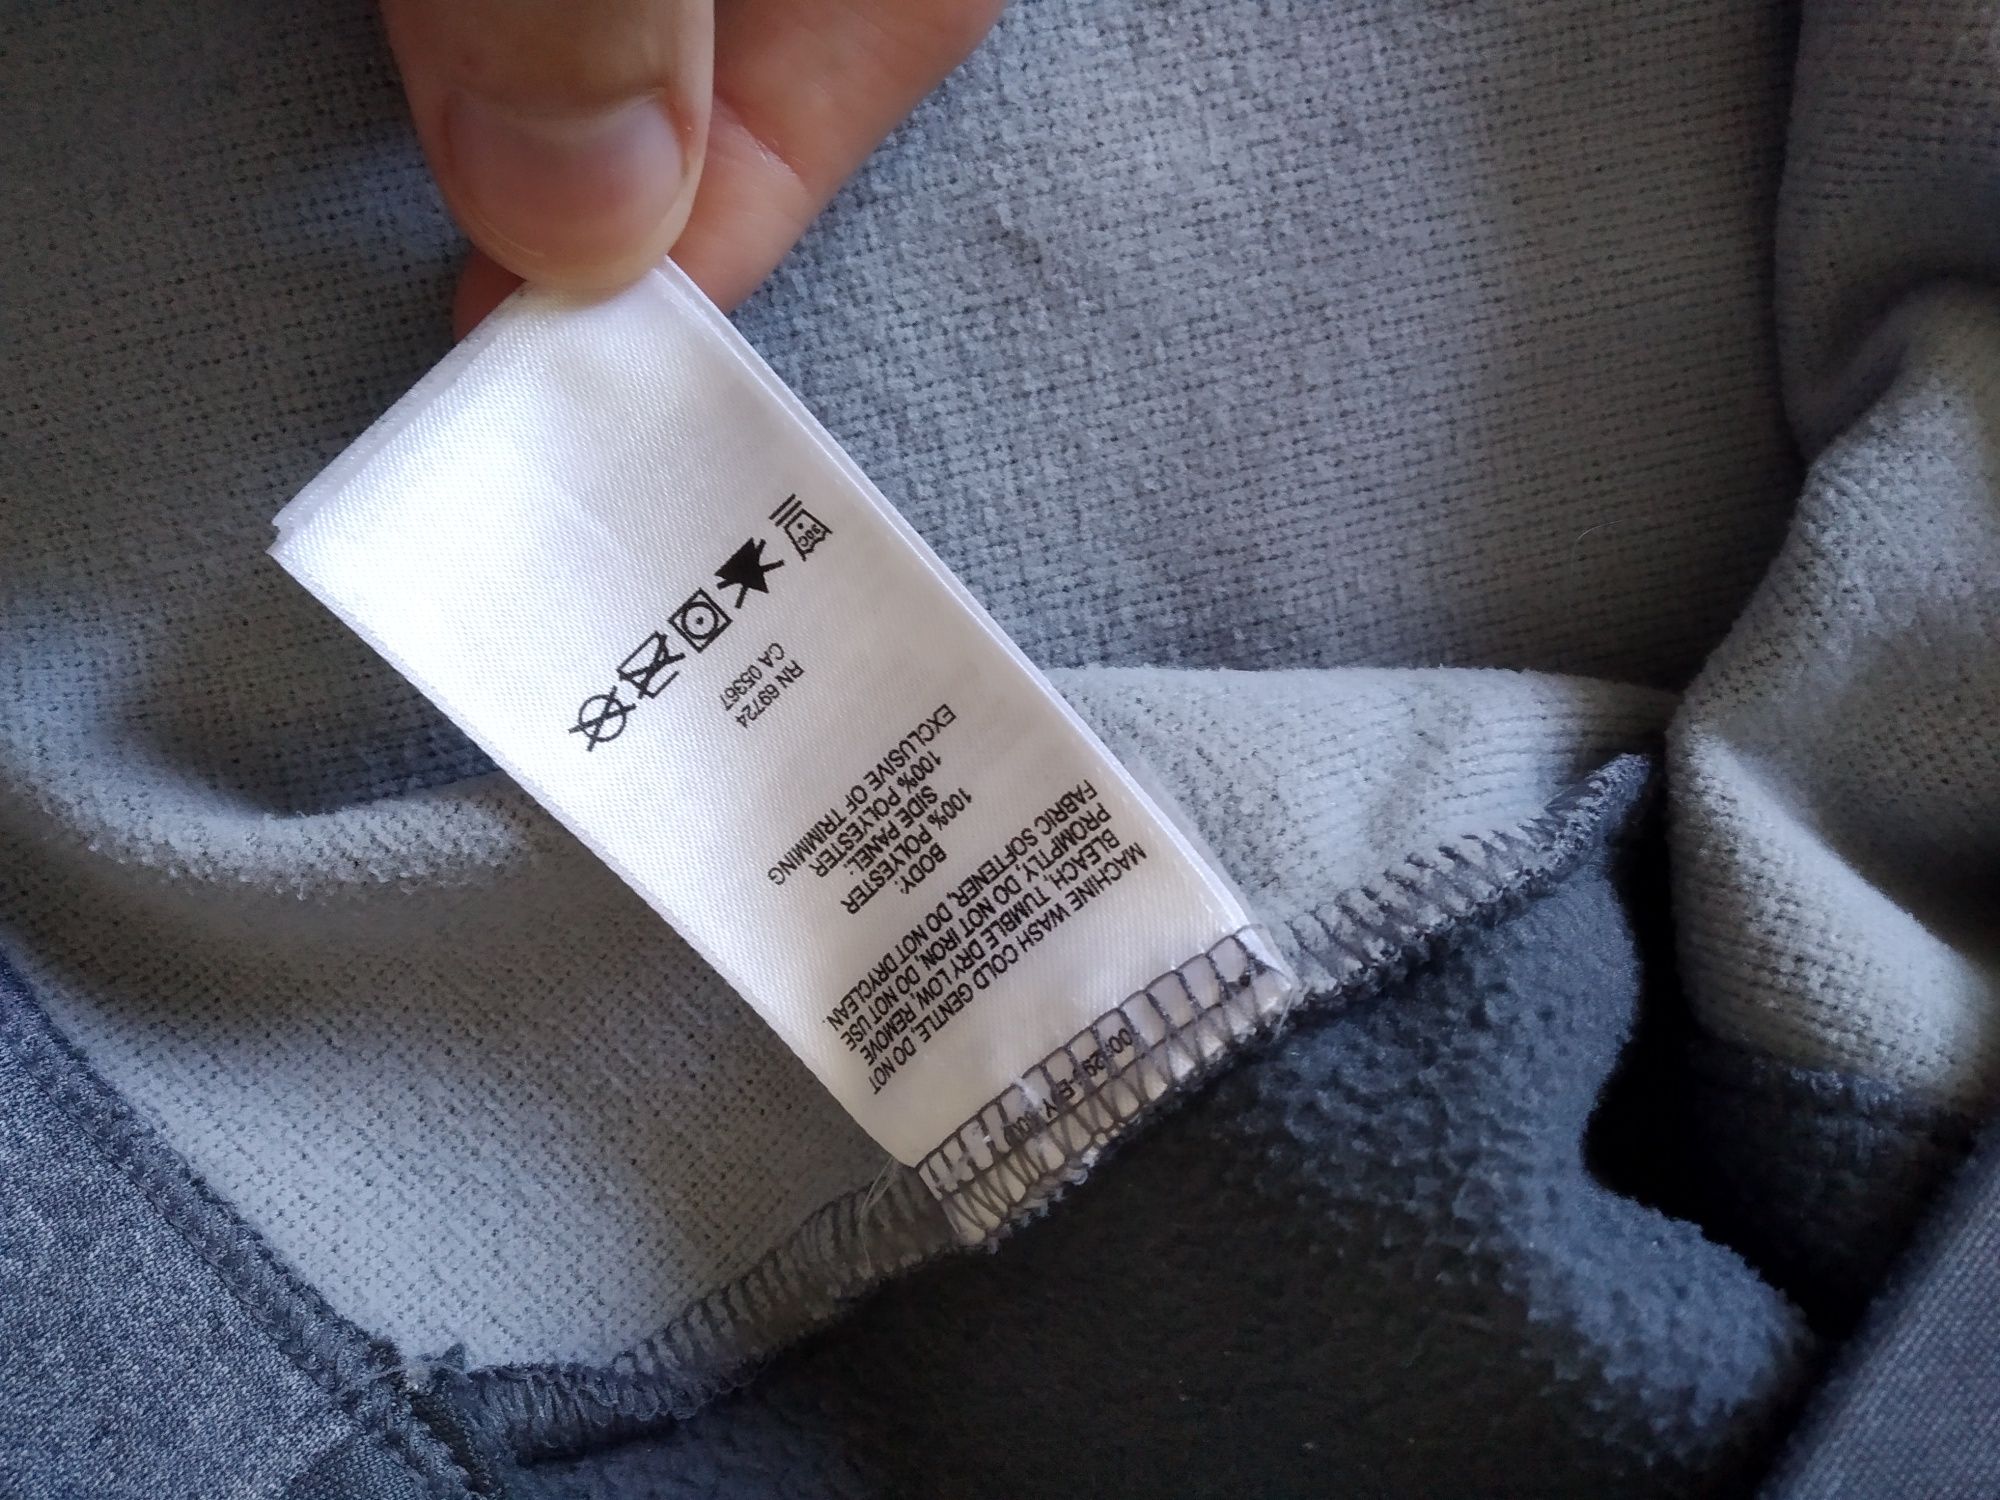 MACHINE WASH COLD GENTLE, DO NOT
BLEACH, TUMBLE DRY LOW, REMOVE
PROMPTLY, DO NOT IRON, DO NOT USE
FABRIC SOFTENER, DO NOT DRYCLEAN.
BODY:
100% POLYESTER
SIDE PANEL:
100% POLYESTER
EXCLUSIVE OF TRIMMING
RN 69724
CA 05367
30C